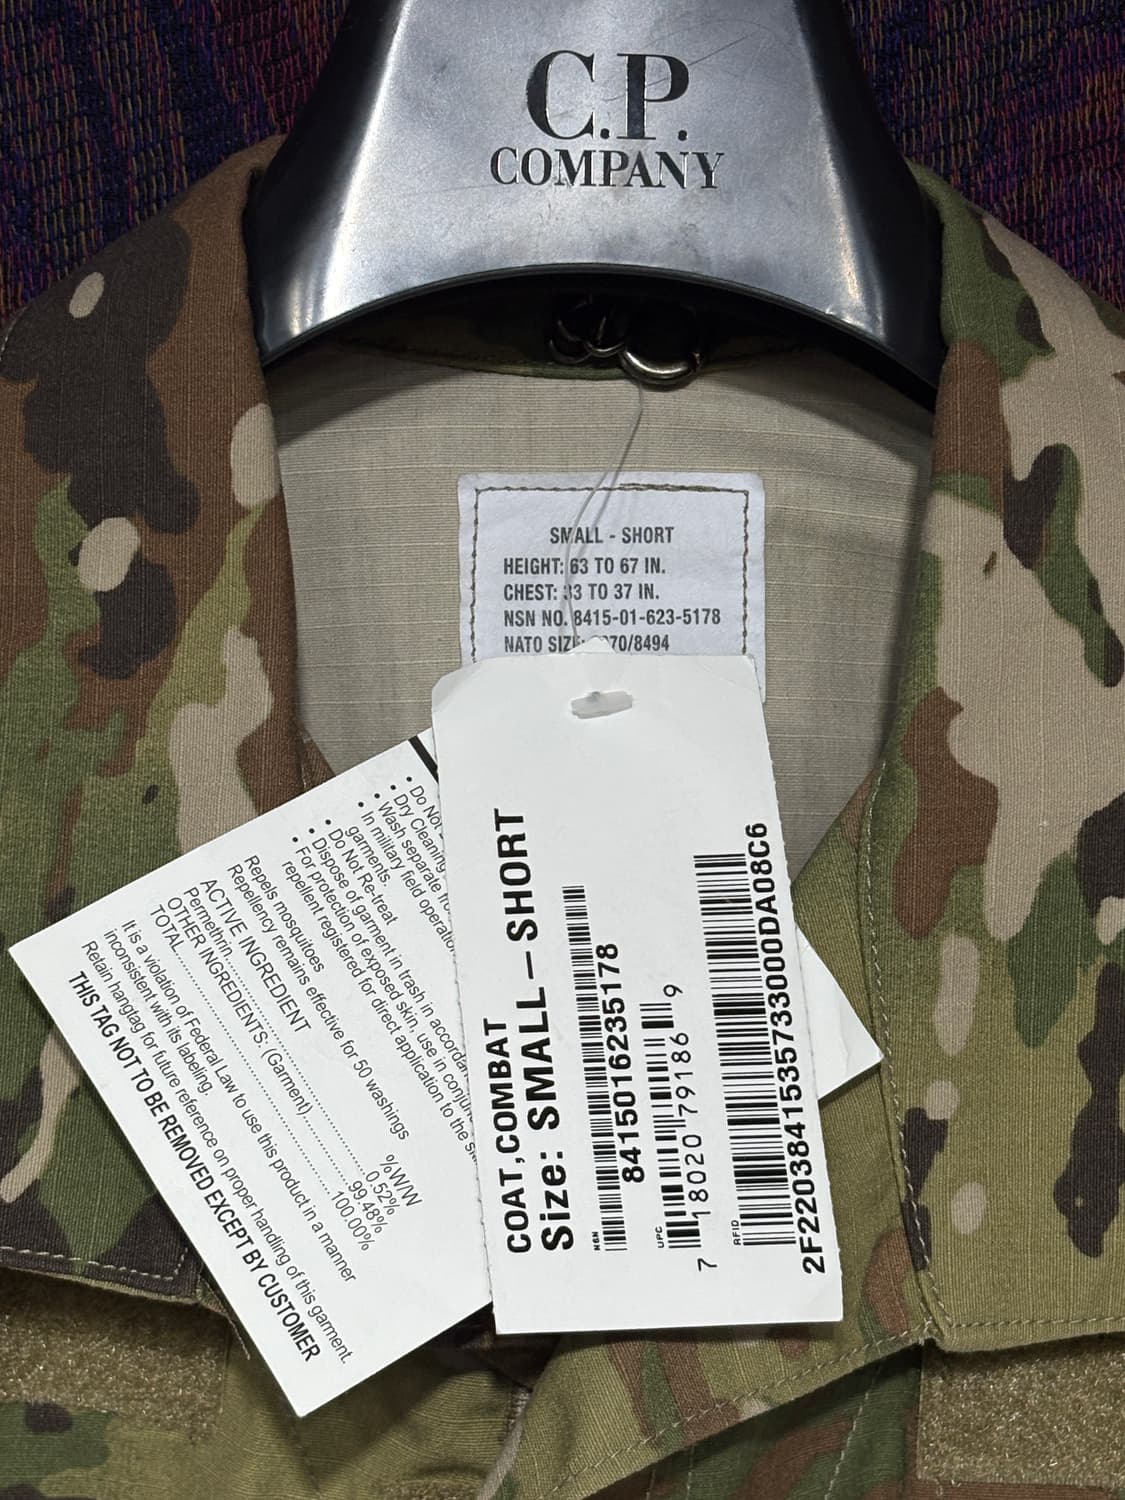 C.P.
COMPANY
SMALL - SHORT
HEIGHT: 63 TO 67 IN.
CHEST: 33 TO 37 IN.
NSN NO. 8415-01-623-5178
NATO SIZE: 70/8494
COAT, COMBAT
Size: SMALL-SHORT
NSN
8415016235178
UPC
7 18020 79186 9
RFID
2F2203841535733000DA08C6
• Do Not
• Dry Cleaning
• Wash separate
• In military field operation
garments.
• Do Not Re-treat
• Dispose of garment in trash in
• For protection of exposed skin, use in
repellent registered for direct application to the
Repels mosquitoes
Repellency remains effective for 50 washings
ACTIVE INGREDIENT %W/W
Permethrin 0.52%
OTHER INGREDIENTS: (Garment) 99.48%
TOTAL 100.00%
It is a violation of Federal Law to use this product in a manner
inconsistent with its labeling.
Retain hangtag for future reference on proper handling of this garment.
THIS TAG NOT TO BE REMOVED EXCEPT BY CUSTOMER